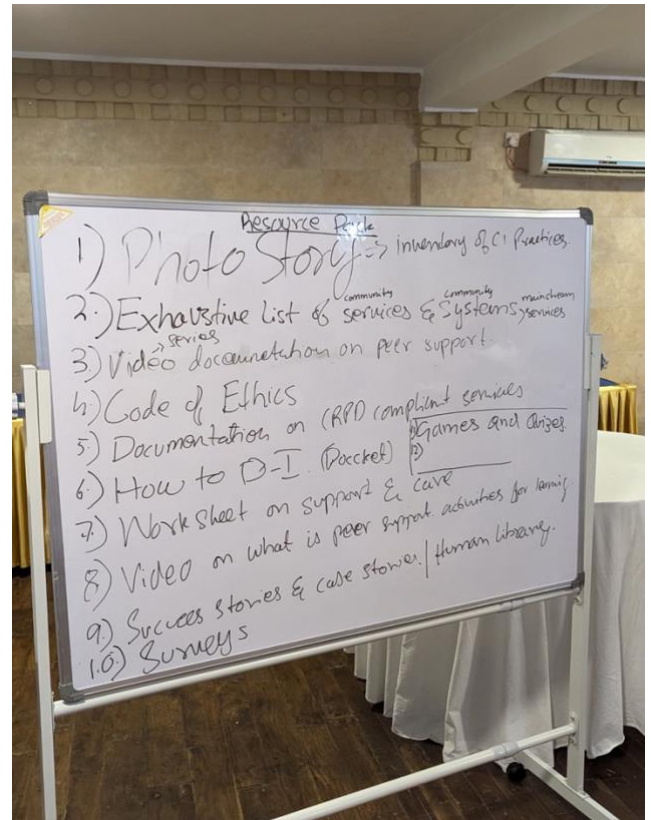 Resource Pack
1) Photo Story => inventory of CI Practices.
2.) Exhaustive List of community services & community Systems, mainstream services
3.) Video series documnetation on peer support.
4.) Code of Ethics
5.) Documentation on CRPD compliant services
6.) How to D-I. (Doccket)
1) Games and Quizes.
12)
7.) Work sheet on support & care
8) Video on what is peer support activities for learning.
9.) Success stories & case stories. / Human library.
10.) Surveys